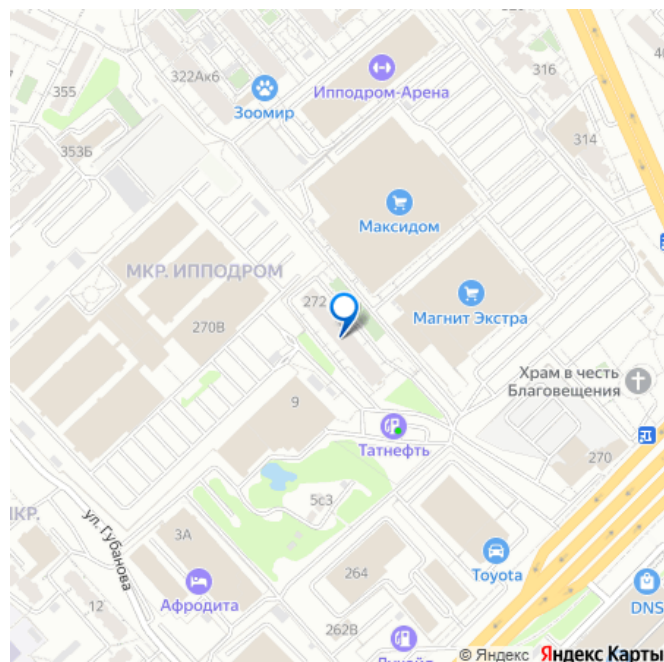 316
322Ак6
Ипподром-Арена
355
Зоомир
314
353Б
Максидом
МКР. ИППОДРОМ
272
Магнит Экстра
270В
Храм в честь
Благовещения
9
Татнефть
270
5с3
ул. Губанова
3А
Toyota
264
Афродита
DNS
12
262В
© Яндекс Яндекс Карты